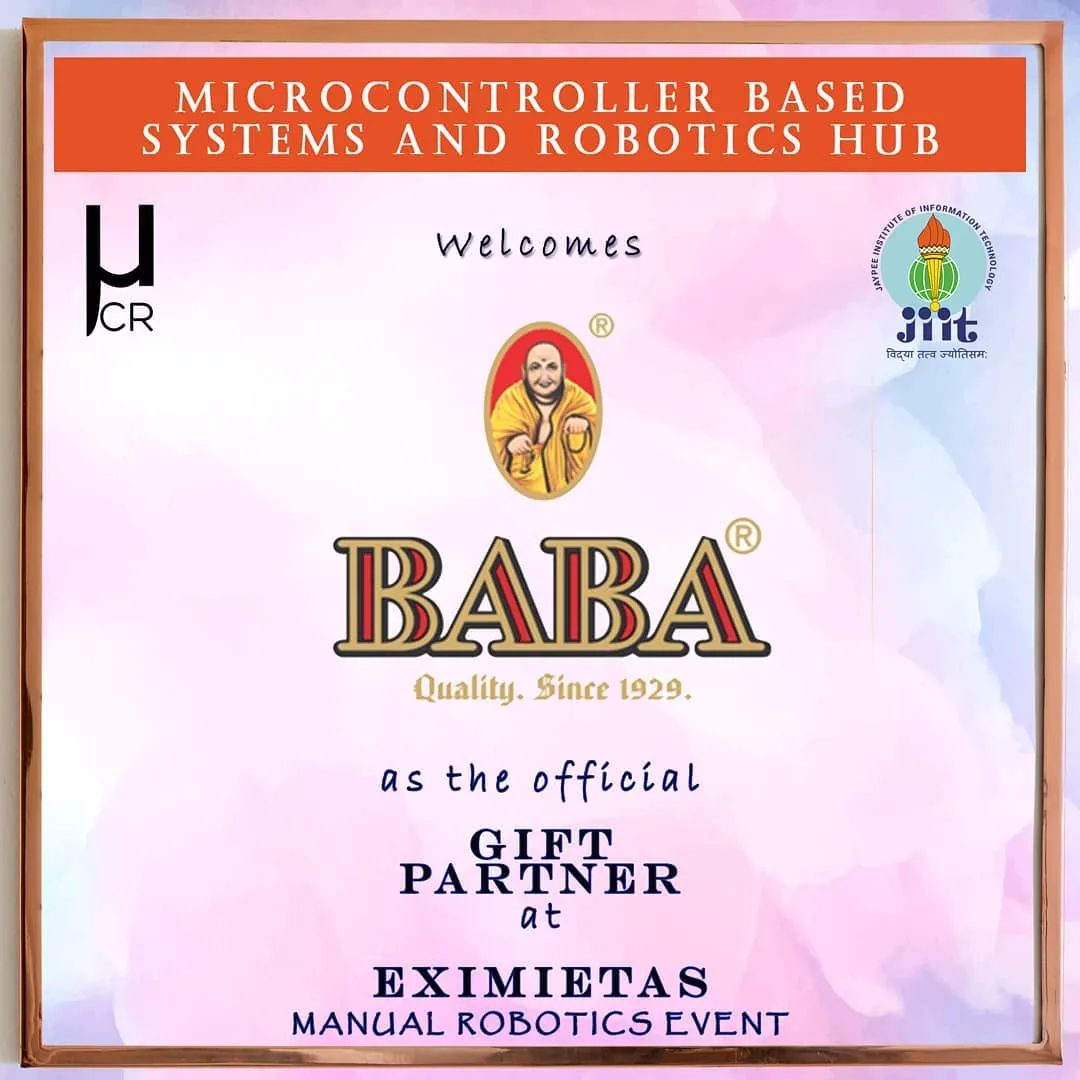 MICROCONTROLLER BASED
SYSTEMS AND ROBOTICS HUB
μCR
Welcomes
JAYPEE INSTITUTE OF INFORMATION TECHNOLOGY
jiit
विद्या तत्व ज्योतिसम:
®
BABA®
Quality. Since 1929.
as the official
GIFT
PARTNER
at
EXIMIETAS
MANUAL ROBOTICS EVENT